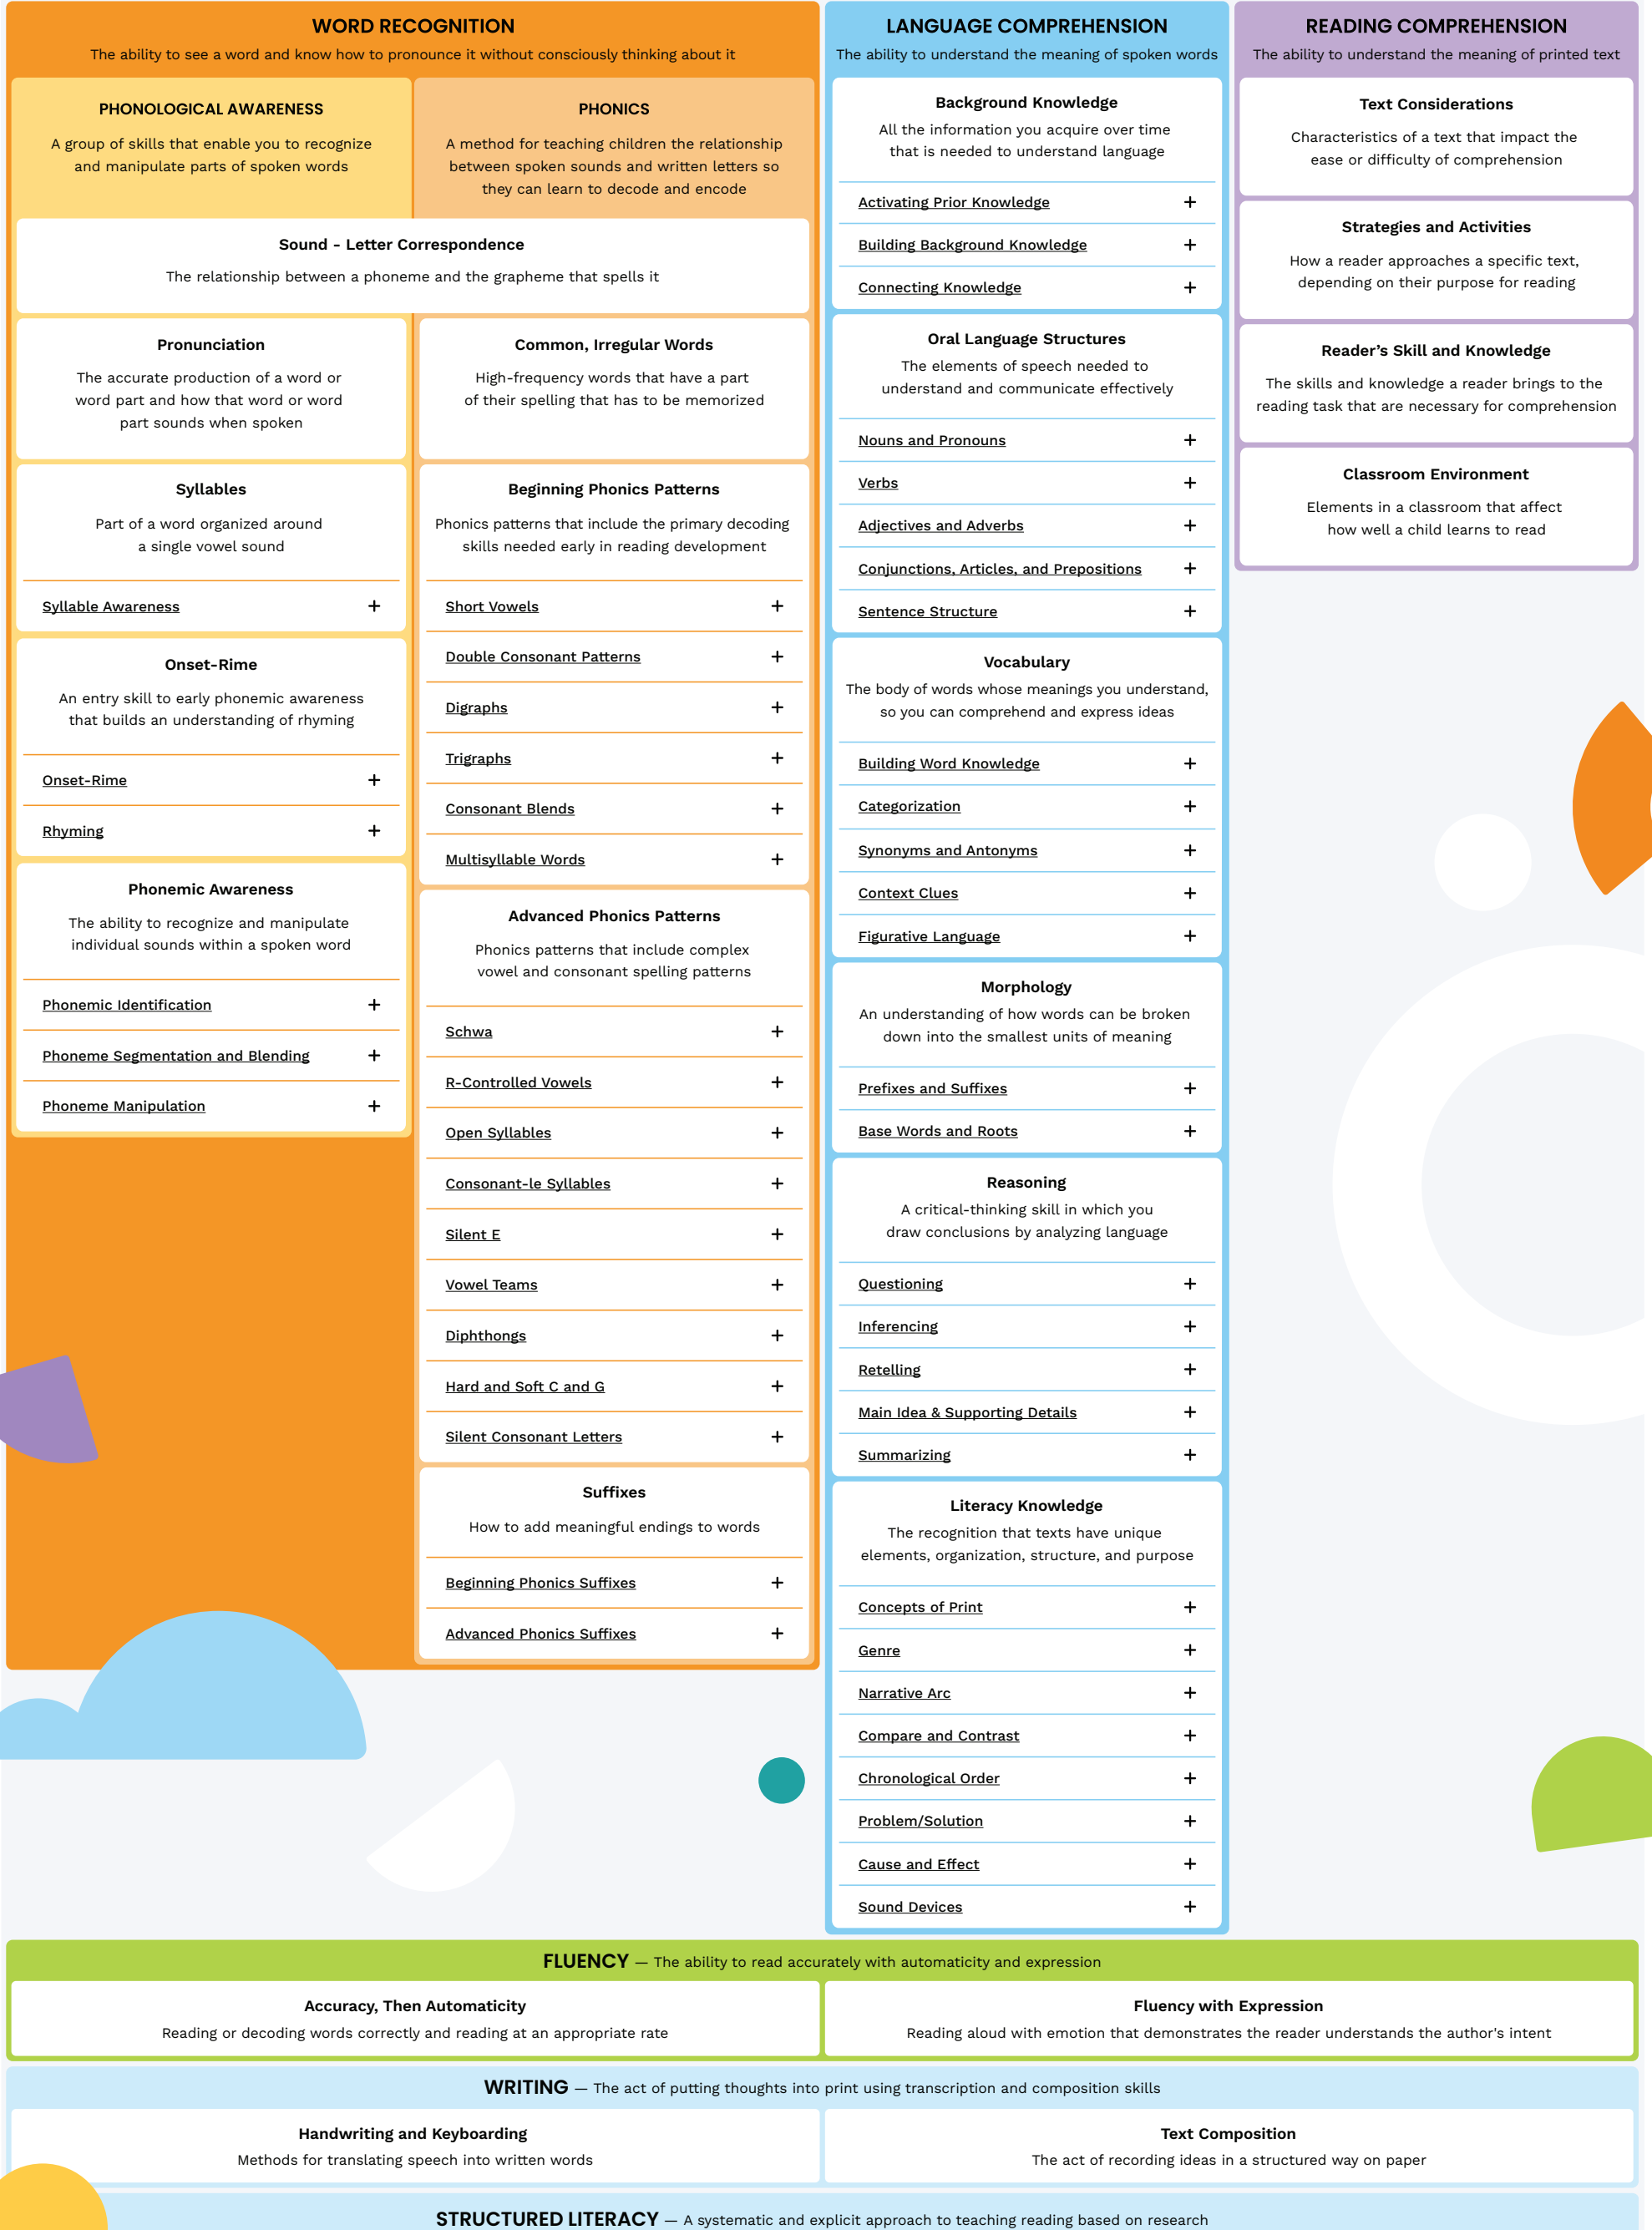 WORD RECOGNITION
The ability to see a word and know how to pronounce it without consciously thinking about it
PHONOLOGICAL AWARENESS
A group of skills that enable you to recognize
and manipulate parts of spoken words
PHONICS
A method for teaching children the relationship
between spoken sounds and written letters so
they can learn to decode and encode
Sound - Letter Correspondence
The relationship between a phoneme and the grapheme that spells it
Pronunciation
The accurate production of a word or
word part and how that word or word
part sounds when spoken
Syllables
Part of a word organized around
a single vowel sound
Syllable Awareness +
Onset-Rime
An entry skill to early phonemic awareness
that builds an understanding of rhyming
Onset-Rime +
Rhyming +
Phonemic Awareness
The ability to recognize and manipulate
individual sounds within a spoken word
Phonemic Identification +
Phoneme Segmentation and Blending +
Phoneme Manipulation +
Common, Irregular Words
High-frequency words that have a part
of their spelling that has to be memorized
Beginning Phonics Patterns
Phonics patterns that include the primary decoding
skills needed early in reading development
Short Vowels +
Double Consonant Patterns +
Digraphs +
Trigraphs +
Consonant Blends +
Multisyllable Words +
Advanced Phonics Patterns
Phonics patterns that include complex
vowel and consonant spelling patterns
Schwa +
R-Controlled Vowels +
Open Syllables +
Consonant-le Syllables +
Silent E +
Vowel Teams +
Diphthongs +
Hard and Soft C and G +
Silent Consonant Letters +
Suffixes
How to add meaningful endings to words
Beginning Phonics Suffixes +
Advanced Phonics Suffixes +
LANGUAGE COMPREHENSION
The ability to understand the meaning of spoken words
Background Knowledge
All the information you acquire over time
that is needed to understand language
Activating Prior Knowledge +
Building Background Knowledge +
Connecting Knowledge +
Oral Language Structures
The elements of speech needed to
understand and communicate effectively
Nouns and Pronouns +
Verbs +
Adjectives and Adverbs +
Conjunctions, Articles, and Prepositions +
Sentence Structure +
Vocabulary
The body of words whose meanings you understand,
so you can comprehend and express ideas
Building Word Knowledge +
Categorization +
Synonyms and Antonyms +
Context Clues +
Figurative Language +
Morphology
An understanding of how words can be broken
down into the smallest units of meaning
Prefixes and Suffixes +
Base Words and Roots +
Reasoning
A critical-thinking skill in which you
draw conclusions by analyzing language
Questioning +
Inferencing +
Retelling +
Main Idea & Supporting Details +
Summarizing +
Literacy Knowledge
The recognition that texts have unique
elements, organization, structure, and purpose
Concepts of Print +
Genre +
Narrative Arc +
Compare and Contrast +
Chronological Order +
Problem/Solution +
Cause and Effect +
Sound Devices +
READING COMPREHENSION
The ability to understand the meaning of printed text
Text Considerations
Characteristics of a text that impact the
ease or difficulty of comprehension
Strategies and Activities
How a reader approaches a specific text,
depending on their purpose for reading
Reader’s Skill and Knowledge
The skills and knowledge a reader brings to the
reading task that are necessary for comprehension
Classroom Environment
Elements in a classroom that affect
how well a child learns to read
FLUENCY — The ability to read accurately with automaticity and expression
Accuracy, Then Automaticity
Reading or decoding words correctly and reading at an appropriate rate
Fluency with Expression
Reading aloud with emotion that demonstrates the reader understands the author's intent
WRITING — The act of putting thoughts into print using transcription and composition skills
Handwriting and Keyboarding
Methods for translating speech into written words
Text Composition
The act of recording ideas in a structured way on paper
STRUCTURED LITERACY — A systematic and explicit approach to teaching reading based on research